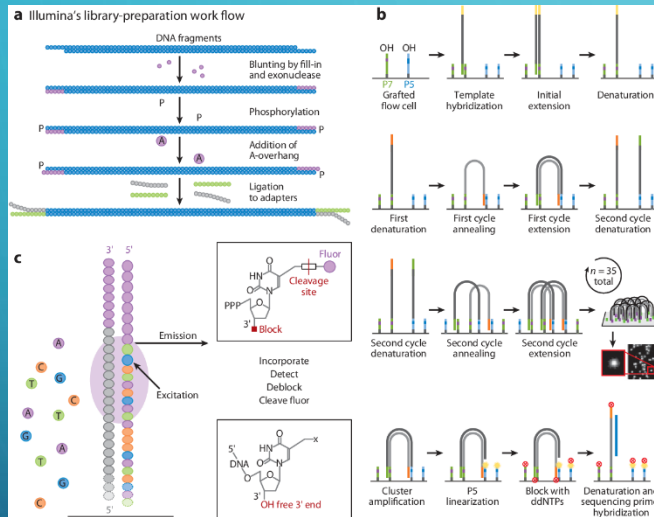 a Illumina's library-preparation work flow
DNA fragments
Blunting by fill-in
and exonuclease
P
P
Phosphorylation
P
P
A
A
Addition of
A-overhang
P
P
Ligation
to adapters
b
OH
OH
P7
P5
Grafted
flow cell
Template
hybridization
Initial
extension
Denaturation
First
denaturation
First cycle
annealing
First cycle
extension
Second cycle
denaturation
n = 35
total
Second cycle
denaturation
Second cycle
annealing
Second cycle
extension
Cluster
amplification
P5
linearization
Block with
ddNTPs
Denaturation and
sequencing primer
hybridization
c
3'
5'
A
C
G
T
C
A
T
G
A
T
G
C
5'
Emission
Excitation
Fluor
O
HN
Cleavage
site
O
N
PPP
O
3'
Block
Incorporate
Detect
Deblock
Cleave fluor
O
HN
x
5'
O
N
DNA
O
O
3'
OH free 3' end